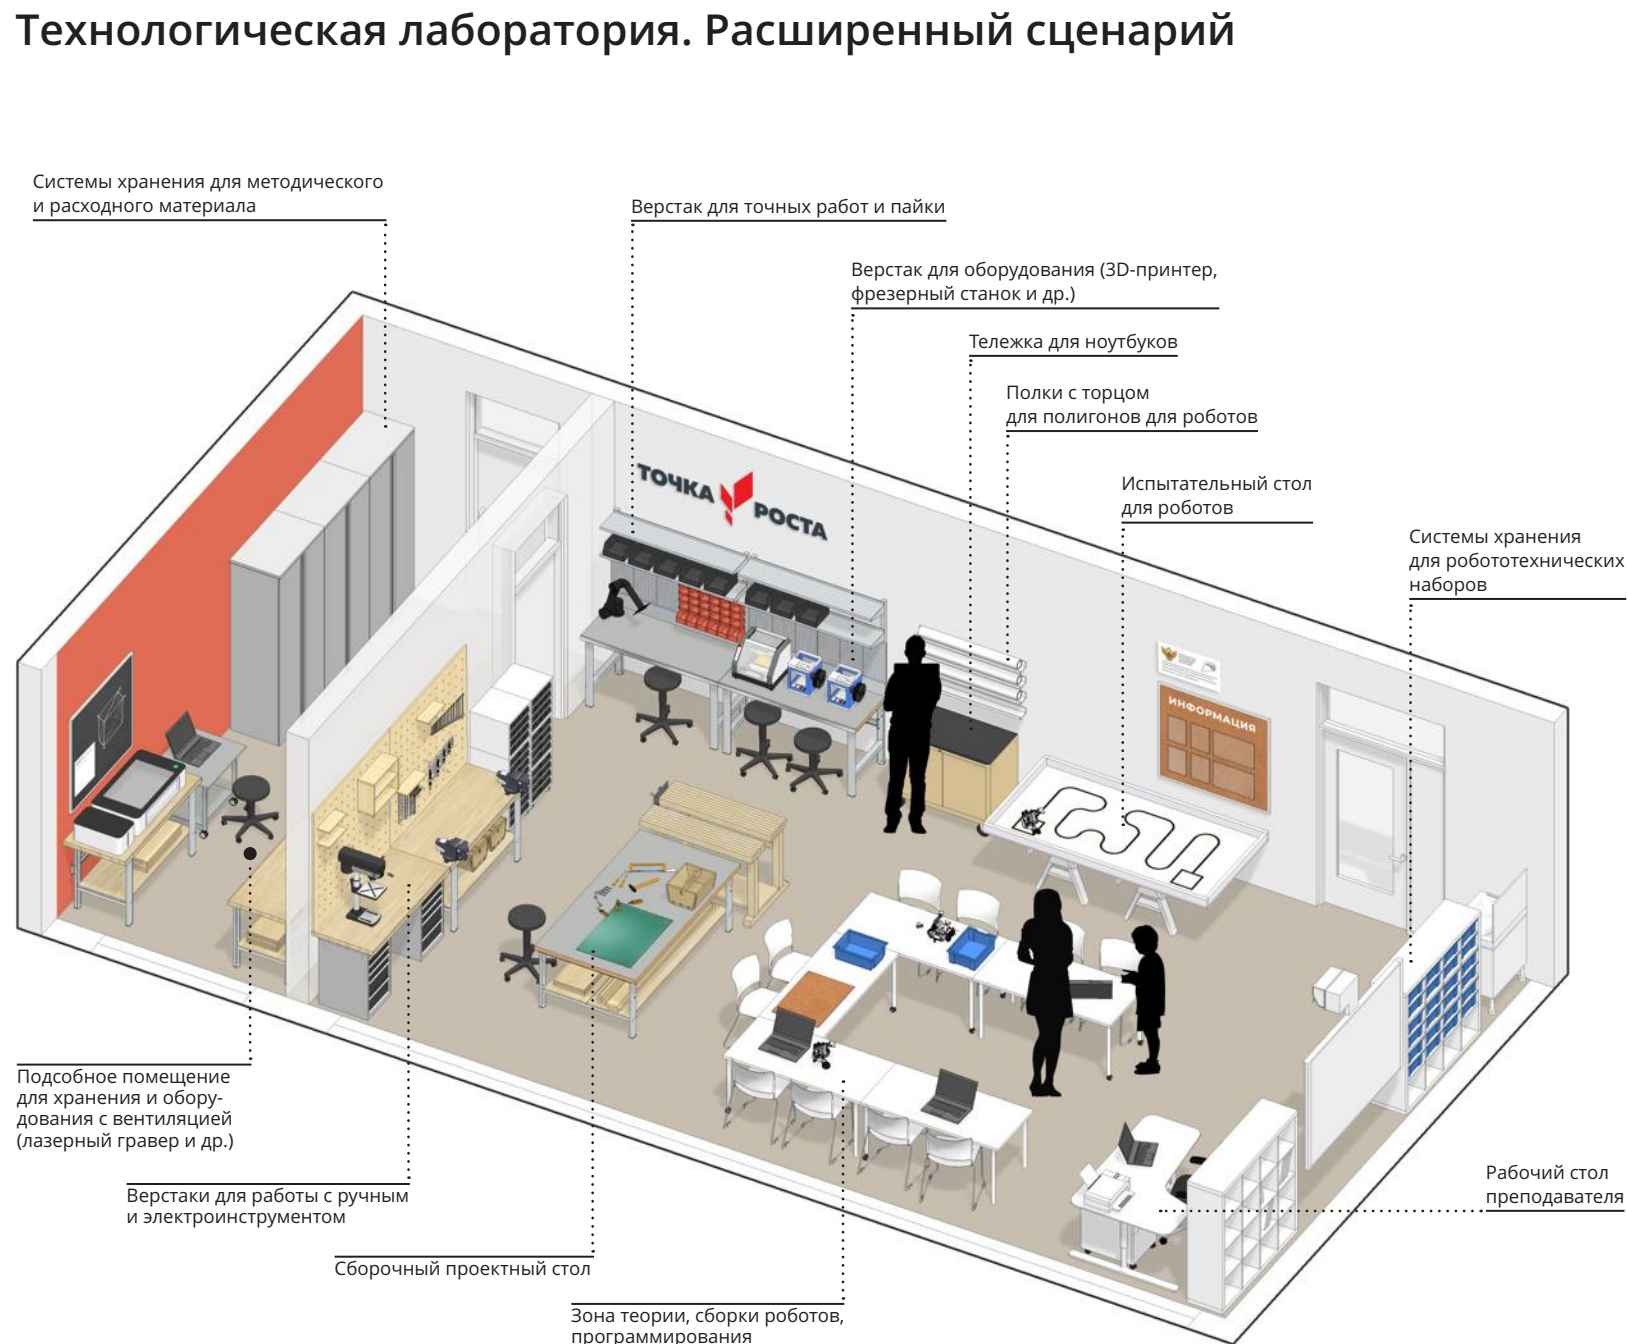 Технологическая лаборатория. Расширенный сценарий
Системы хранения для методического
и расходного материала
Верстак для точных работ и пайки
Верстак для оборудования (3D-принтер,
фрезерный станок и др.)
Тележка для ноутбуков
Полки с торцом
для полигонов для роботов
Испытательный стол
для роботов
Системы хранения
для робототехнических
наборов
ТОЧКА
РОСТА
ИНФОРМАЦИЯ
Подсобное помещение
для хранения и обору-
дования с вентиляцией
(лазерный гравер и др.)
Верстаки для работы с ручным
и электроинструментом
Сборочный проектный стол
Зона теории, сборки роботов,
программирования
Рабочий стол
преподавателя